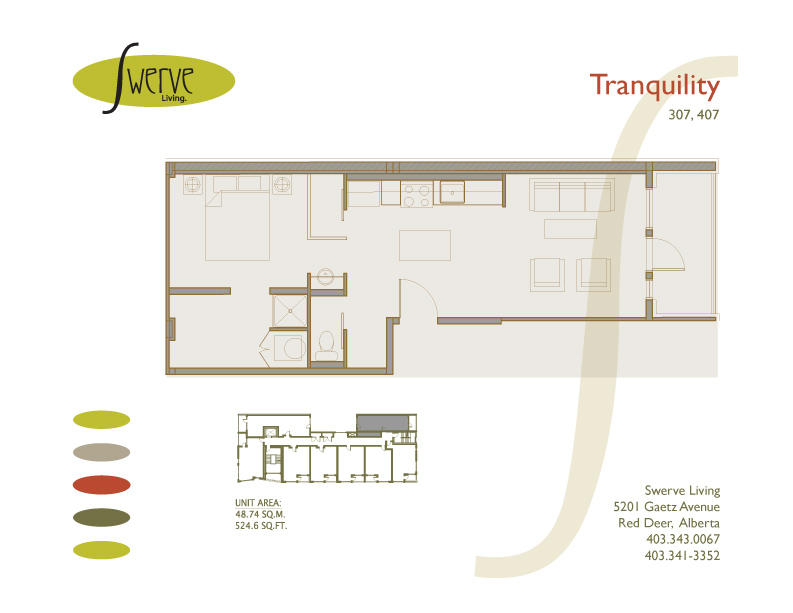 Swerve
Living.
Tranquility
307, 407
UNIT AREA:
48.74 SQ.M.
524.6 SQ.FT.
Swerve Living
5201 Gaetz Avenue
Red Deer, Alberta
403.343.0067
403.341-3352